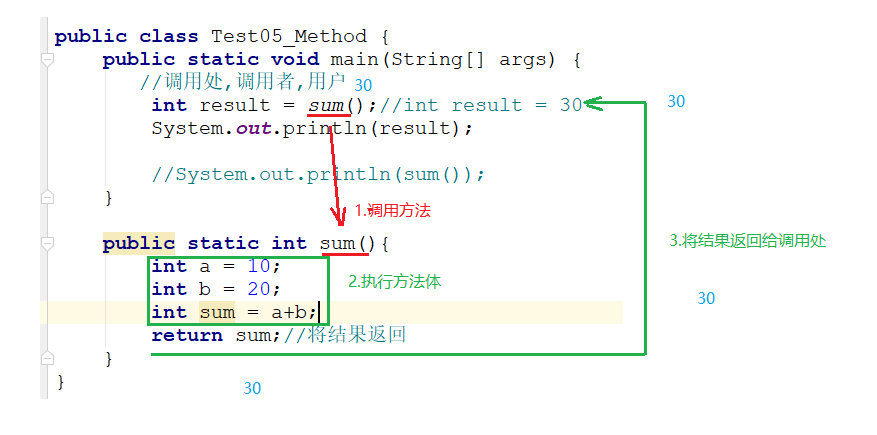 public class Test05_Method {
public static void main(String[] args) {
//调用处,调用者,用户 30
int result = sum();//int result = 30 30
System.out.println(result);
//System.out.println(sum());
}
1.调用方法
public static int sum(){ 3.将结果返回给调用处
int a = 10;
2.执行方法体
int b = 20;
30
int sum = a+b;
return sum;//将结果返回
}
}
30